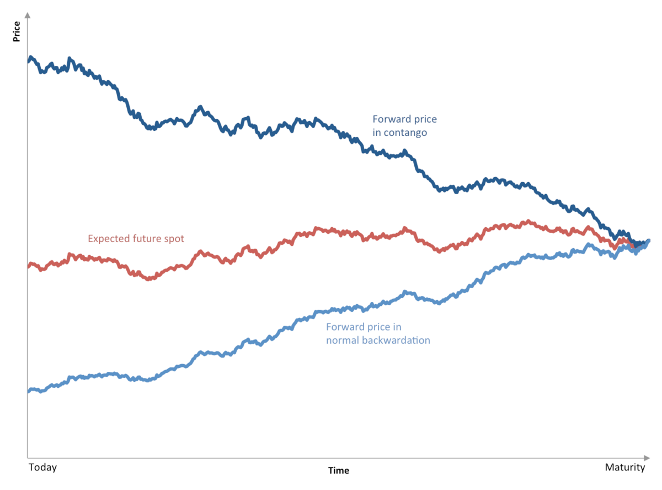 Price
Forward price
in contango
Expected future spot
Forward price in
normal backwardation
Today
Time
Maturity